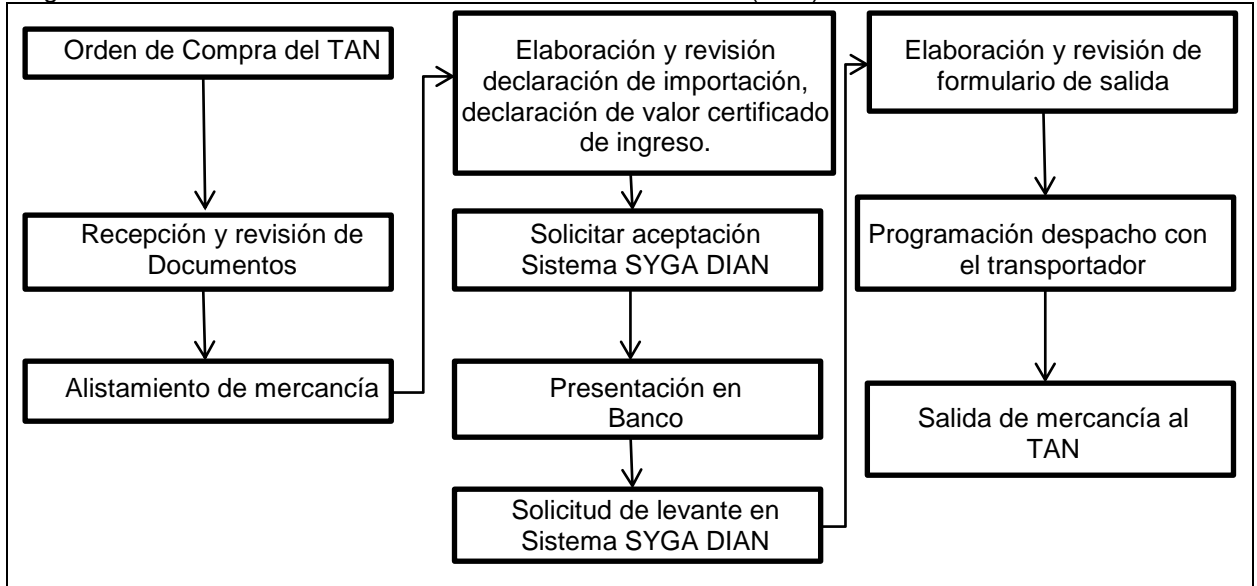 Orden de Compra del TAN
Recepción y revisión de
Documentos
Alistamiento de mercancía
Elaboración y revisión
declaración de importación,
declaración de valor certificado
de ingreso.
Solicitar aceptación
Sistema SYGA DIAN
Presentación en
Banco
Solicitud de levante en
Sistema SYGA DIAN
Elaboración y revisión de
formulario de salida
Programación despacho con
el transportador
Salida de mercancía al
TAN